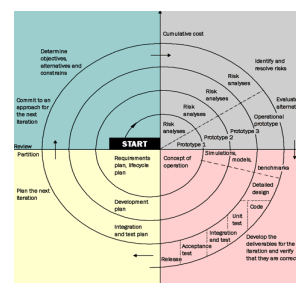 Cumulative cost
Determine
objectives,
alternatives and
constrains
Identify and
resolve risks
Risk
analyses
Risk
analyses
Risk
analyses
Risk
analyses
Commit to an
approach for
the next
iteration
Evaluat
alternat
Operational
prototype
Prototype 3
Prototype 2
Prototype 1
START
Review
Partition
Requirements
plan, lifecycle
plan
Concept of
operation
Simulations,
models,
benchmarks
Plan the next
iteration
Development
plan
Detailed
design
Code
Unit
test
Integration
and test plan
Integration
and test
Acceptance
test
Release
Develop the
deliverables for the
iteration and verify
that they are correc